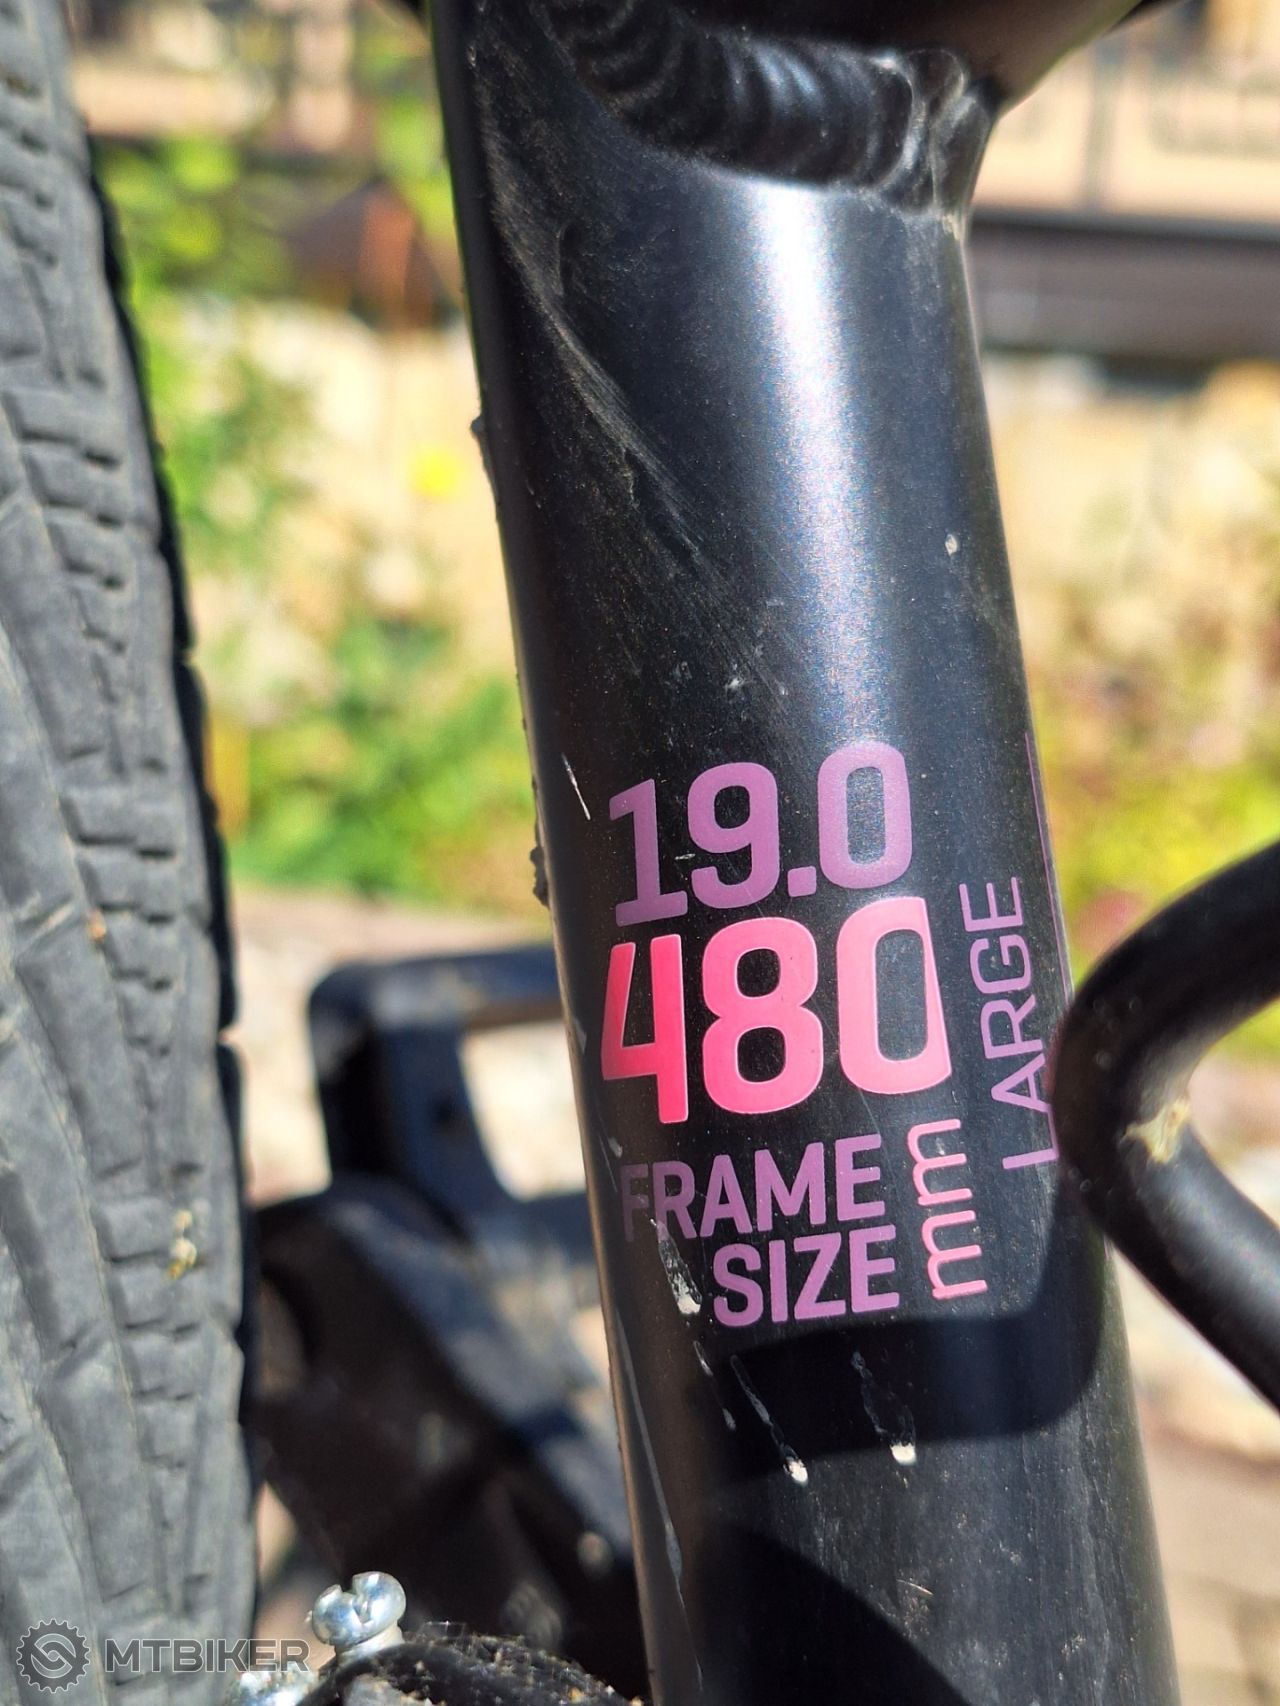 19.0
480
mm
LARGE
FRAME
SIZE
MTBIKER